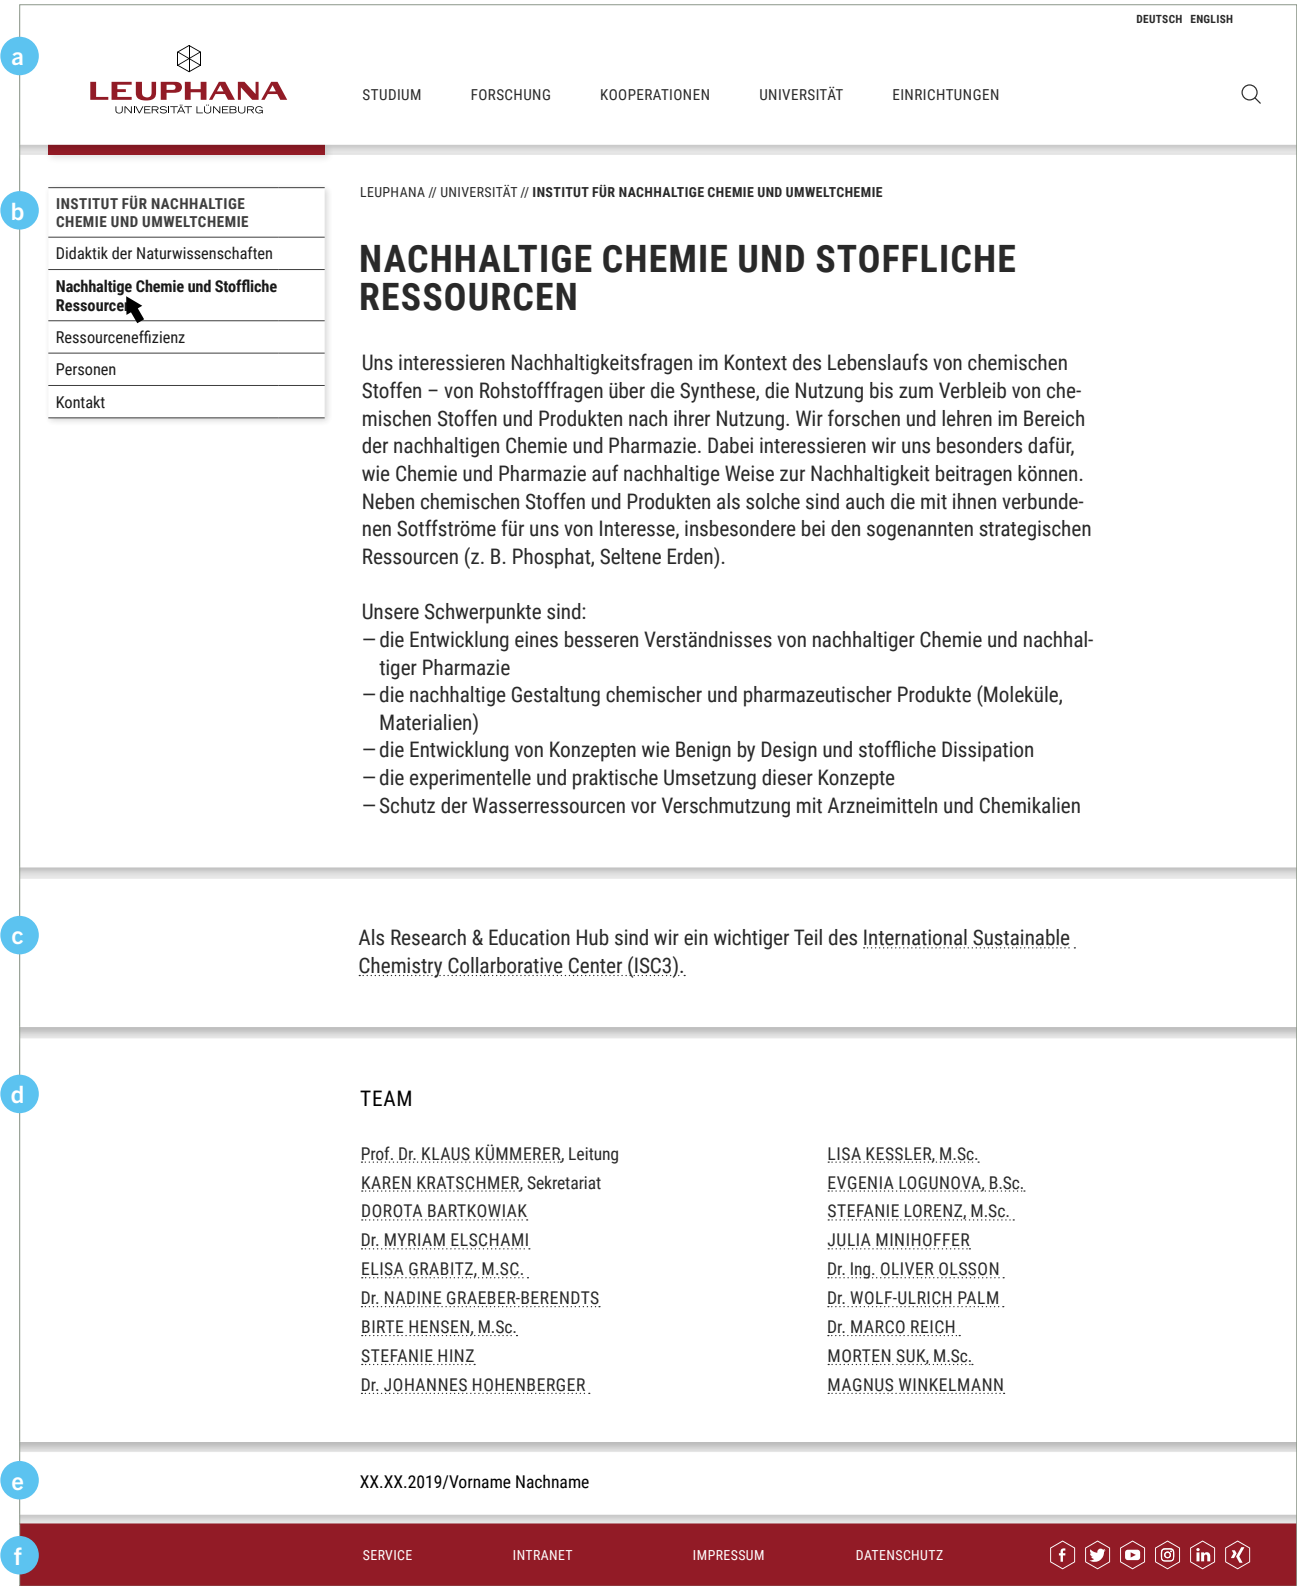 DEUTSCH ENGLISH
a
LEUPHANA
UNIVERSITÄT LÜNEBURG
STUDIUM FORSCHUNG KOOPERATIONEN UNIVERSITÄT EINRICHTUNGEN
b
INSTITUT FÜR NACHHALTIGE
CHEMIE UND UMWELTCHEMIE
Didaktik der Naturwissenschaften
Nachhaltige Chemie und Stoffliche
Ressourcen
Ressourceneffizienz
Personen
Kontakt
LEUPHANA // UNIVERSITÄT // INSTITUT FÜR NACHHALTIGE CHEMIE UND UMWELTCHEMIE
NACHHALTIGE CHEMIE UND STOFFLICHE
RESSOURCEN
Uns interessieren Nachhaltigkeitsfragen im Kontext des Lebenslaufs von chemischen
Stoffen – von Rohstofffragen über die Synthese, die Nutzung bis zum Verbleib von che-
mischen Stoffen und Produkten nach ihrer Nutzung. Wir forschen und lehren im Bereich
der nachhaltigen Chemie und Pharmazie. Dabei interessieren wir uns besonders dafür,
wie Chemie und Pharmazie auf nachhaltige Weise zur Nachhaltigkeit beitragen können.
Neben chemischen Stoffen und Produkten als solche sind auch die mit ihnen verbunde-
nen Sotffströme für uns von Interesse, insbesondere bei den sogenannten strategischen
Ressourcen (z. B. Phosphat, Seltene Erden).
Unsere Schwerpunkte sind:
— die Entwicklung eines besseren Verständnisses von nachhaltiger Chemie und nachhal-
tiger Pharmazie
— die nachhaltige Gestaltung chemischer und pharmazeutischer Produkte (Moleküle,
Materialien)
— die Entwicklung von Konzepten wie Benign by Design und stoffliche Dissipation
— die experimentelle und praktische Umsetzung dieser Konzepte
— Schutz der Wasserressourcen vor Verschmutzung mit Arzneimitteln und Chemikalien
c
Als Research & Education Hub sind wir ein wichtiger Teil des International Sustainable
Chemistry Collarborative Center (ISC3).
d
TEAM
Prof. Dr. KLAUS KÜMMERER, Leitung
KAREN KRATSCHMER, Sekretariat
DOROTA BARTKOWIAK
Dr. MYRIAM ELSCHAMI
ELISA GRABITZ, M.SC.
Dr. NADINE GRAEBER-BERENDTS
BIRTE HENSEN, M.Sc.
STEFANIE HINZ
Dr. JOHANNES HOHENBERGER
LISA KESSLER, M.Sc.
EVGENIA LOGUNOVA, B.Sc.
STEFANIE LORENZ, M.Sc.
JULIA MINIHOFFER
Dr. Ing. OLIVER OLSSON
Dr. WOLF-ULRICH PALM
Dr. MARCO REICH
MORTEN SUK, M.Sc.
MAGNUS WINKELMANN
e
XX.XX.2019/Vorname Nachname
f
SERVICE INTRANET IMPRESSUM DATENSCHUTZ